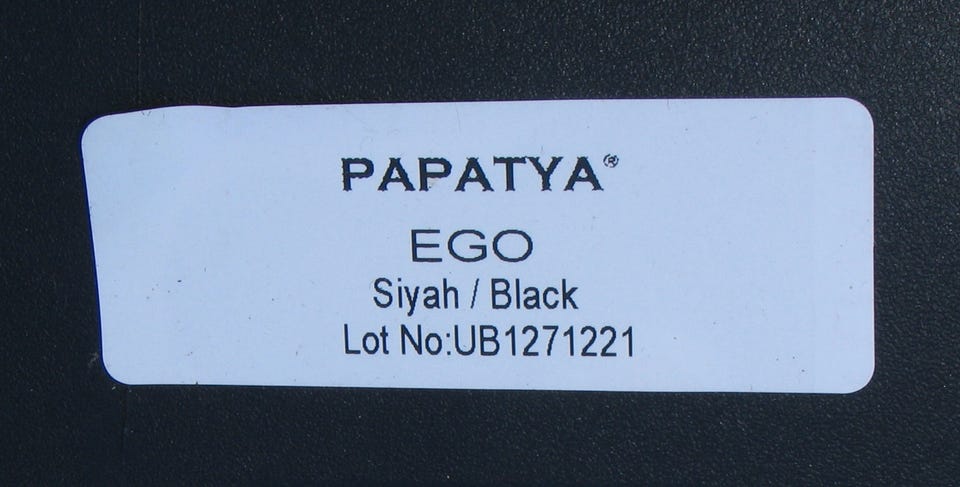 PAPATYA®
EGO
Siyah / Black
Lot No:UB1271221